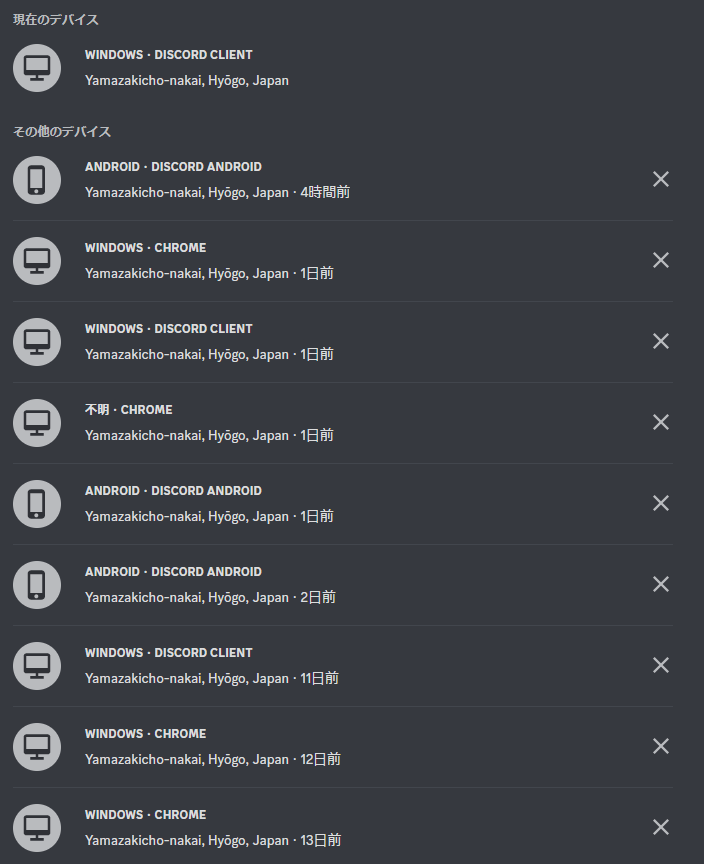 現在のデバイス
WINDOWS · DISCORD CLIENT
Yamazakicho-nakai, Hyōgo, Japan
その他のデバイス
ANDROID · DISCORD ANDROID
Yamazakicho-nakai, Hyōgo, Japan · 4時間前
WINDOWS · CHROME
Yamazakicho-nakai, Hyōgo, Japan · 1日前
WINDOWS · DISCORD CLIENT
Yamazakicho-nakai, Hyōgo, Japan · 1日前
不明 · CHROME
Yamazakicho-nakai, Hyōgo, Japan · 1日前
ANDROID · DISCORD ANDROID
Yamazakicho-nakai, Hyōgo, Japan · 1日前
ANDROID · DISCORD ANDROID
Yamazakicho-nakai, Hyōgo, Japan · 2日前
WINDOWS · DISCORD CLIENT
Yamazakicho-nakai, Hyōgo, Japan · 11日前
WINDOWS · CHROME
Yamazakicho-nakai, Hyōgo, Japan · 12日前
WINDOWS · CHROME
Yamazakicho-nakai, Hyōgo, Japan · 13日前